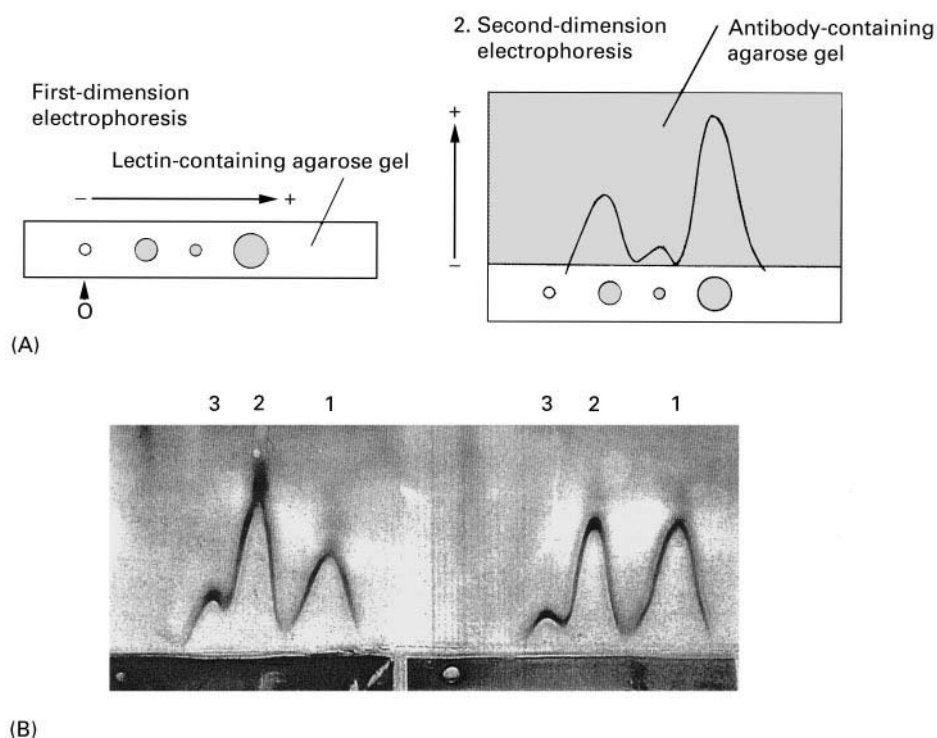 First-dimension
electrophoresis
Lectin-containing agarose gel
− +
O
2. Second-dimension
electrophoresis
Antibody-containing
agarose gel
+
−
(A)
3 2 1 3 2 1
(B)